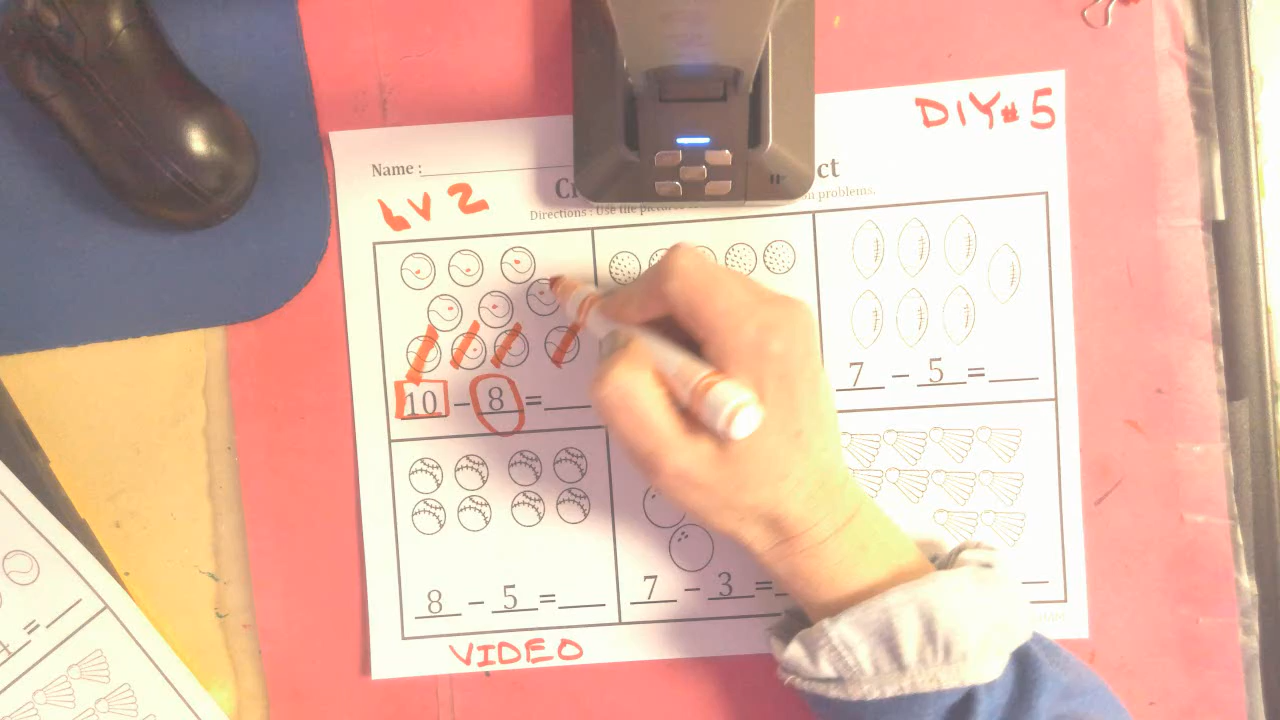 DIY#5
Name :
ct
LV 2
Directions : Use the pictures problems.
10 - 8 =
7 - 5 =
8 - 5 =
7 - 3 =
VIDEO